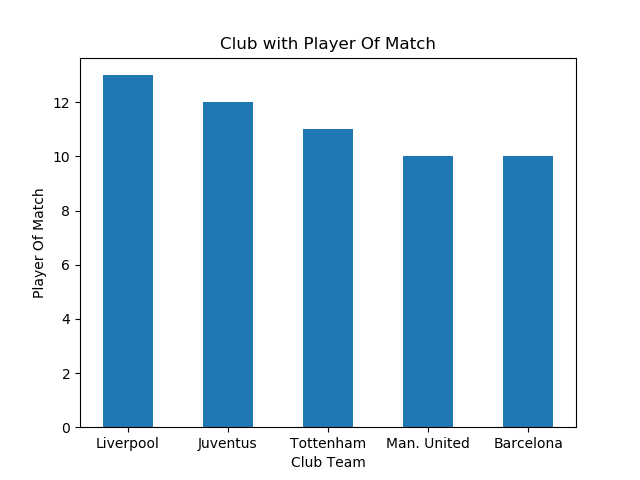 Club with Player Of Match
12
10
8
6
4
2
0
Player Of Match
Liverpool Juventus Tottenham Man. United Barcelona
Club Team